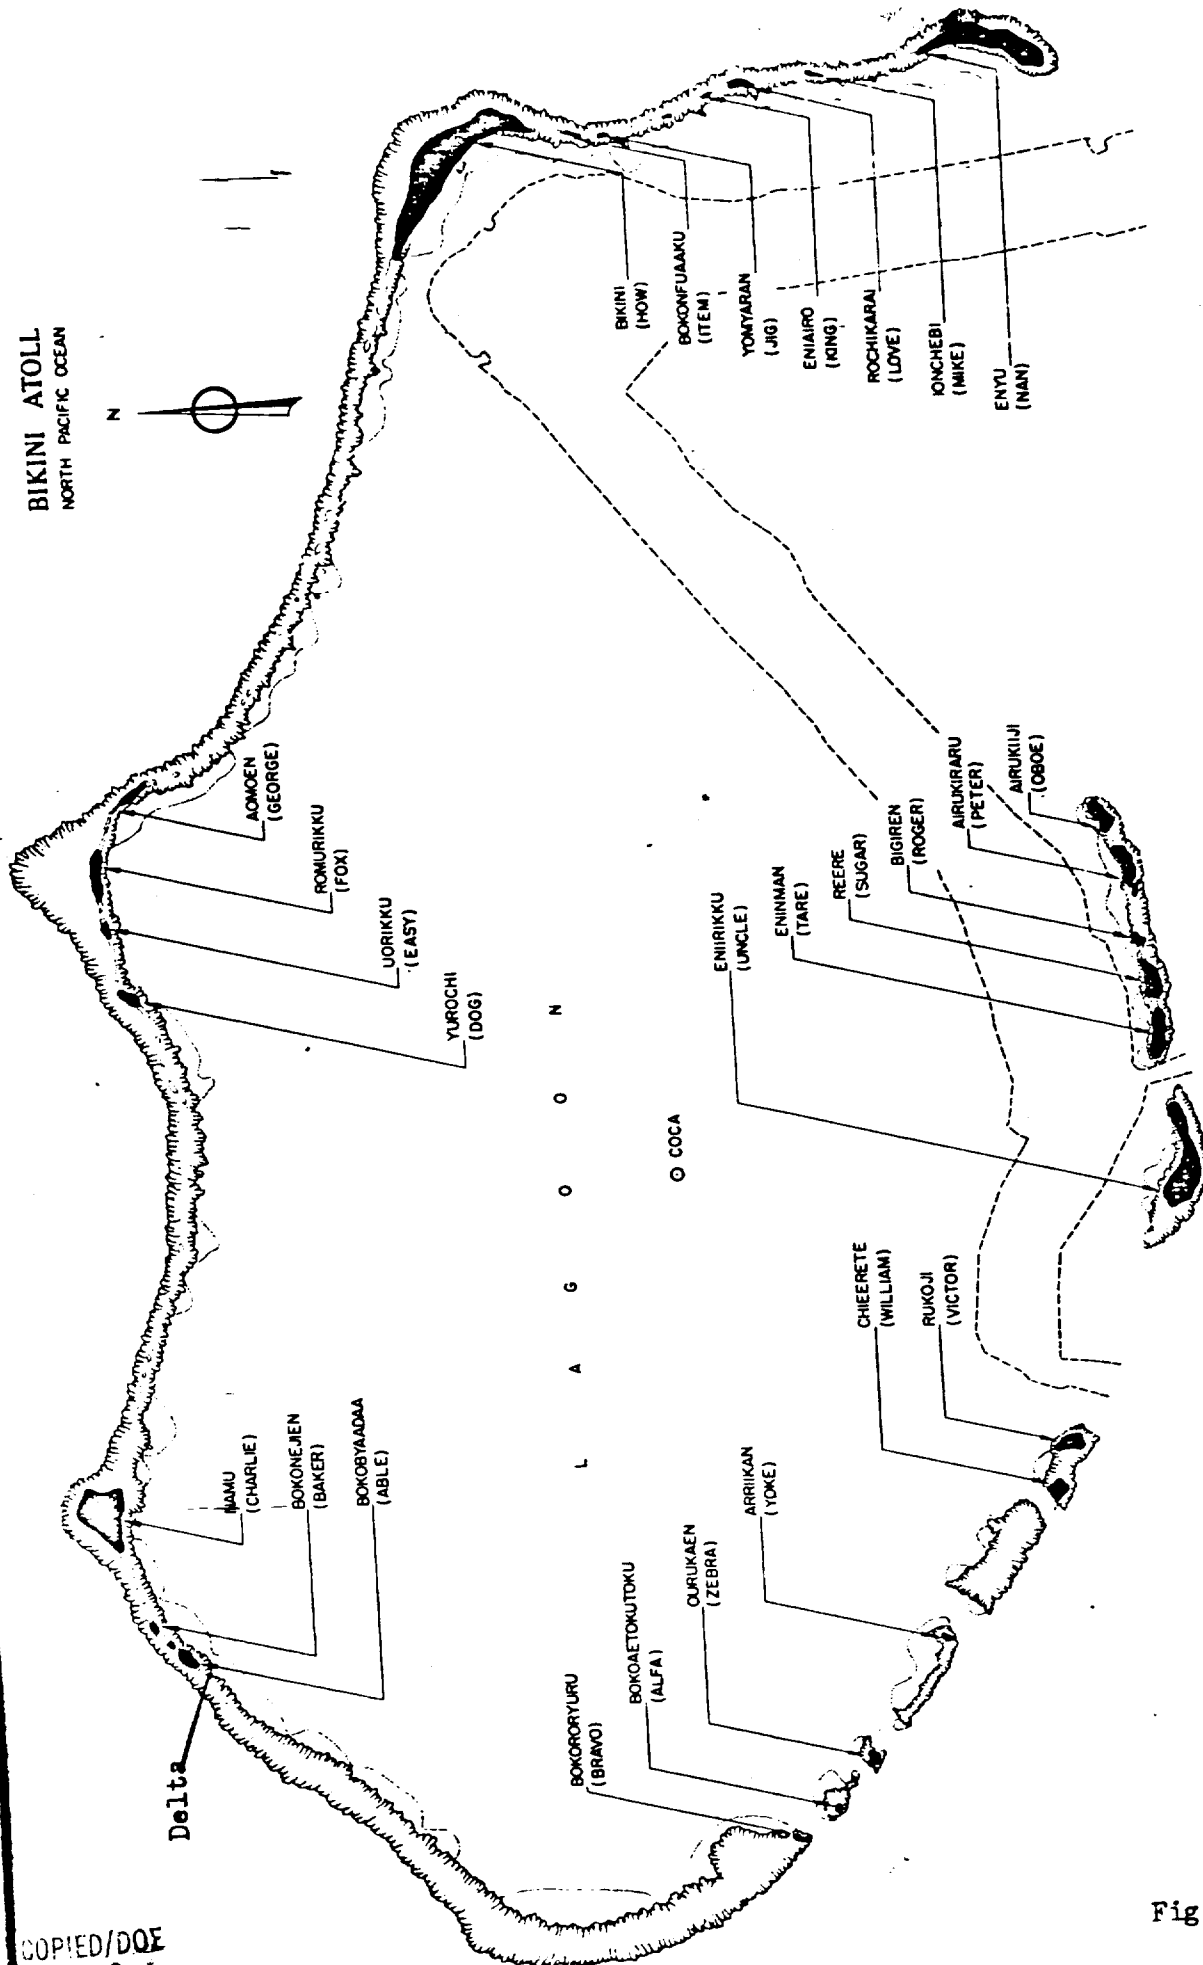 BIKINI ATOLL
NORTH PACIFIC OCEAN
N
NAMU
(CHARLIE)
BOKONEJIEN
(BAKER)
BOKOBYAADAA
(ABLE)
Delta
YUROCHI
(DOG)
UORIKKU
(EASY)
ROMURIKKU
(FOX)
AOMOEN
(GEORGE)
BIKINI
(HOW)
BOKONFUAAKU
(ITEM)
YOMYARAN
(JIG)
ENIAIRO
(KING)
ROCHIKARAI
(LOVE)
IONCHEBI
(MIKE)
ENYU
(NAN)
LAGOON
COCA
BOKORORYURU
(BRAVO)
BOKOAETOKUTOKU
(ALFA)
OURUKAEN
(ZEBRA)
ARRIIKAN
(YOKE)
CHIEERETE
(WILLIAM)
RUKOJI
(VICTOR)
ENIIRIKKU
(UNCLE)
ENINMAN
(TARE)
REERE
(SUGAR)
BIGIREN
(ROGER)
AIRUKIRARU
(PETER)
AIRUKIIJI
(OBOE)
COPIED/DOE
Fig